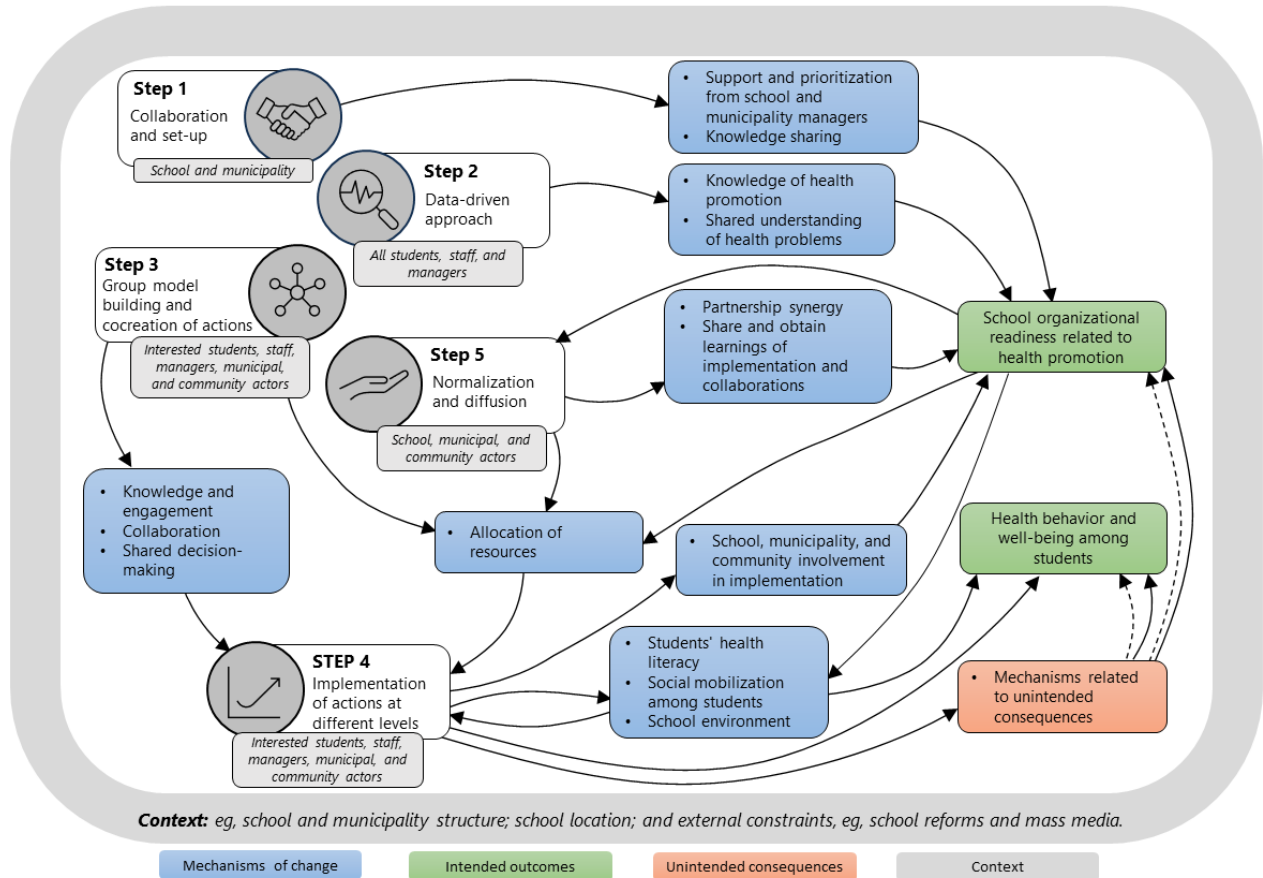 Step 1
Collaboration
and set-up
School and municipality
• Support and prioritization
from school and
municipality managers
• Knowledge sharing
Step 2
Data-driven
approach
All students, staff, and
managers
• Knowledge of health
promotion
• Shared understanding
of health problems
Step 3
Group model
building and
cocreation of actions
Interested students, staff,
managers, municipal,
and community actors
Step 5
Normalization
and diffusion
School, municipal, and
community actors
• Partnership synergy
• Share and obtain
learnings of
implementation and
collaborations
School organizational
readiness related to
health promotion
• Knowledge and
engagement
• Collaboration
• Shared decision-
making
• Allocation of
resources
• School, municipality, and
community involvement
in implementation
Health behavior and
well-being among
students
STEP 4
Implementation
of actions at
different levels
Interested students, staff,
managers, municipal, and
community actors
• Students' health
literacy
• Social mobilization
among students
• School environment
• Mechanisms related
to unintended
consequences
Context: eg, school and municipality structure; school location; and external constraints, eg, school reforms and mass media.
Mechanisms of change
Intended outcomes
Unintended consequences
Context